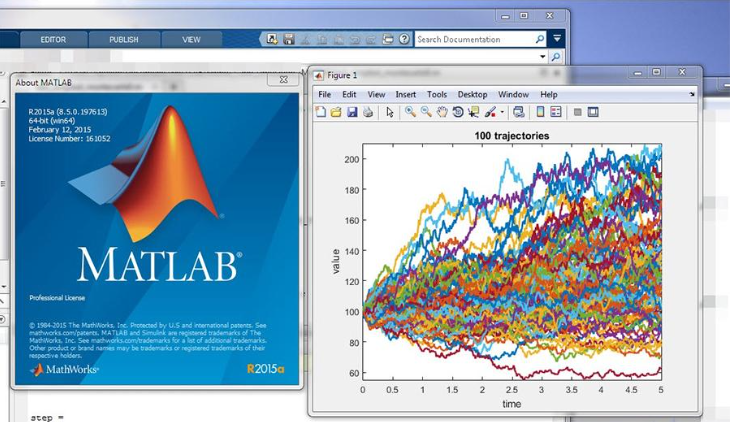 EDITOR PUBLISH VIEW
Search Documentation
About MATLAB
R2015a (8.5.0.197613)
64-bit (win64)
February 12, 2015
License Number: 161052
MATLAB®
Professional License
© 1984-2015 The MathWorks, Inc. Protected by U.S and international patents. See
mathworks.com/patents. MATLAB and Simulink are registered trademarks of The
MathWorks, Inc. See mathworks.com/trademarks for a list of additional trademarks.
Other product or brand names may be trademarks or registered trademarks of their
respective holders.
MathWorks®
R2015a
step =
Figure 1
File Edit View Insert Tools Desktop Window Help
100 trajectories
value
200
180
160
140
120
100
80
60
0 0.5 1 1.5 2 2.5 3 3.5 4 4.5 5
time